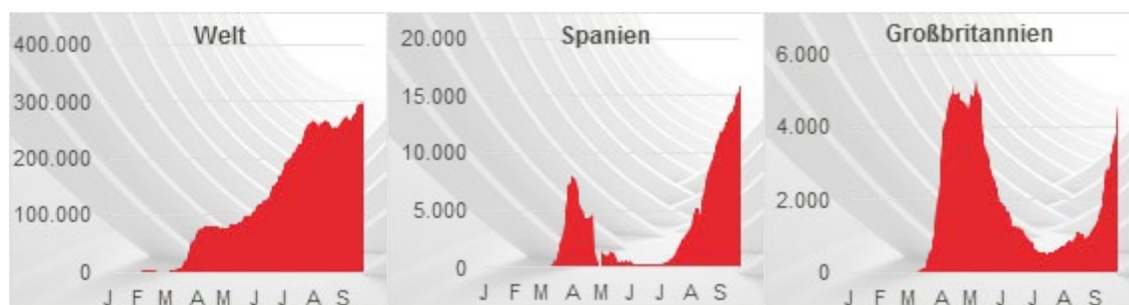 Welt
400.000
300.000
200.000
100.000
0
J F M A M J J A S
Spanien
20.000
15.000
10.000
5.000
0
J F M A M J J A S
Großbritannien
6.000
4.000
2.000
0
J F M A M J J A S